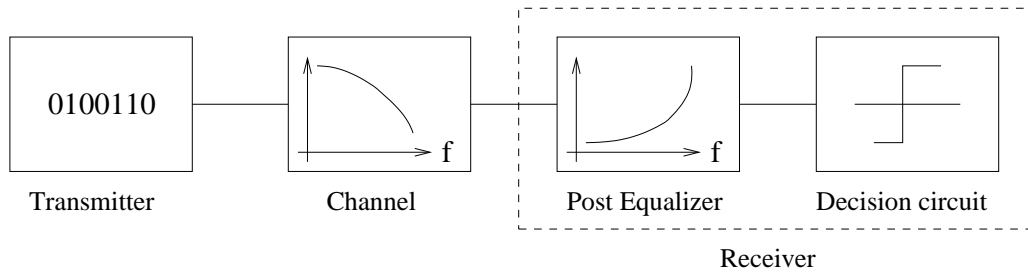 0100110
f
f
Transmitter
Channel
Post Equalizer
Decision circuit
Receiver